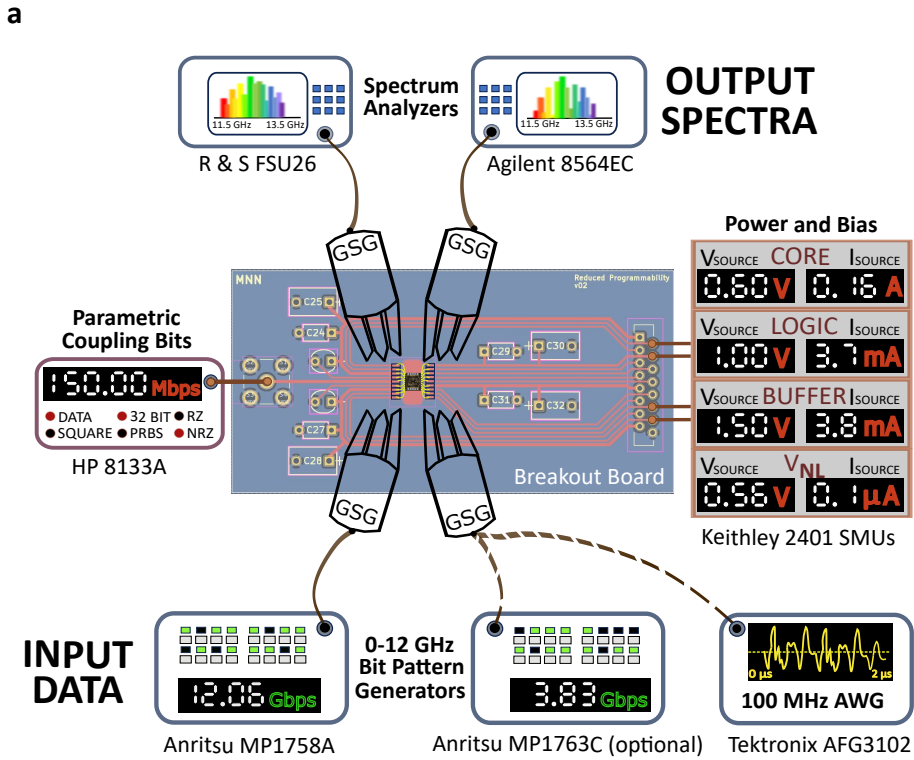 a
OUTPUT
SPECTRA
Spectrum
Analyzers
11.5 GHz 13.5 GHz
11.5 GHz 13.5 GHz
R & S FSU26
Agilent 8564EC
GSG
GSG
Power and Bias
VSOURCE CORE ISOURCE
0.60 V 0.16 A
VSOURCE LOGIC ISOURCE
1.00 V 3.7 mA
VSOURCE BUFFER ISOURCE
1.50 V 3.8 mA
VSOURCE VNL ISOURCE
0.56 V 0.1 µA
Keithley 2401 SMUs
MNN
Reduced Programmability
v02
C25
C24
C29
C30
C31
C32
C27
C28
Breakout Board
Parametric
Coupling Bits
150.00 Mbps
DATA 32 BIT RZ
SQUARE PRBS NRZ
HP 8133A
GSG
GSG
INPUT
DATA
0-12 GHz
Bit Pattern
Generators
12.06 Gbps
3.83 Gbps
0 µs 2 µs
100 MHz AWG
Anritsu MP1758A
Anritsu MP1763C (optional)
Tektronix AFG3102